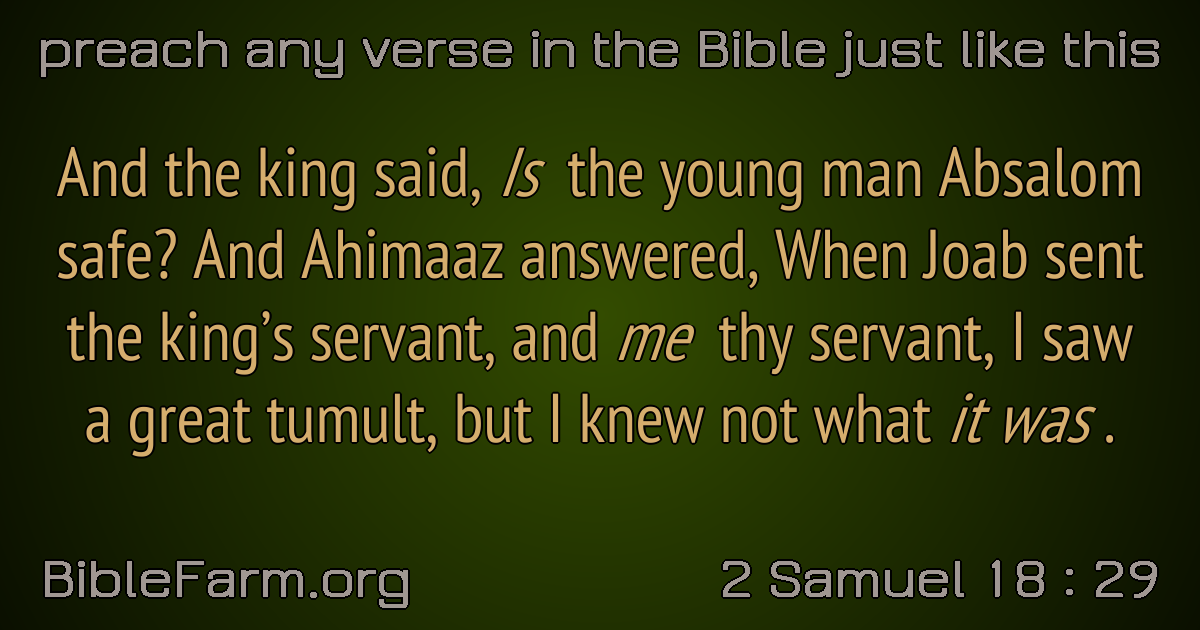 preach any verse in the Bible just like this
And the king said, Is the young man Absalom
safe? And Ahimaaz answered, When Joab sent
the king’s servant, and me thy servant, I saw
a great tumult, but I knew not what it was .
BibleFarm.org
2 Samuel 18 : 29